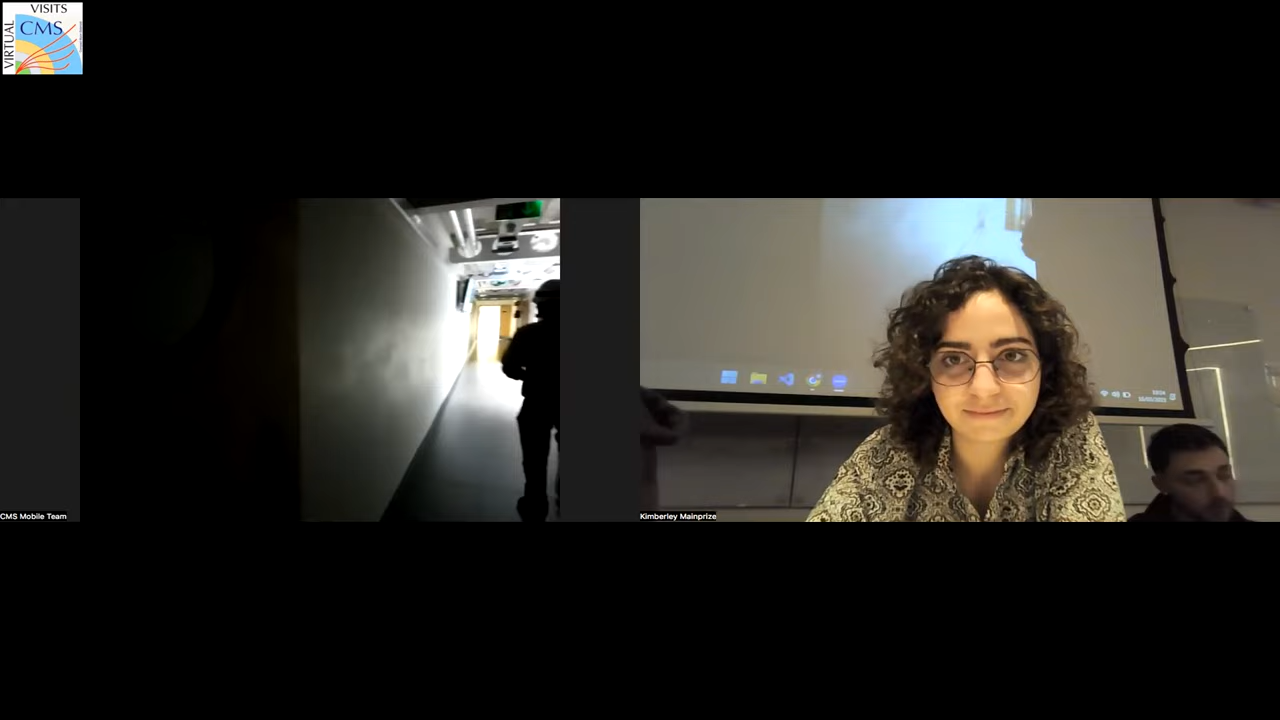 VISITS
CMS
VIRTUAL
CMS Mobile Team
Kimberley Mainprize